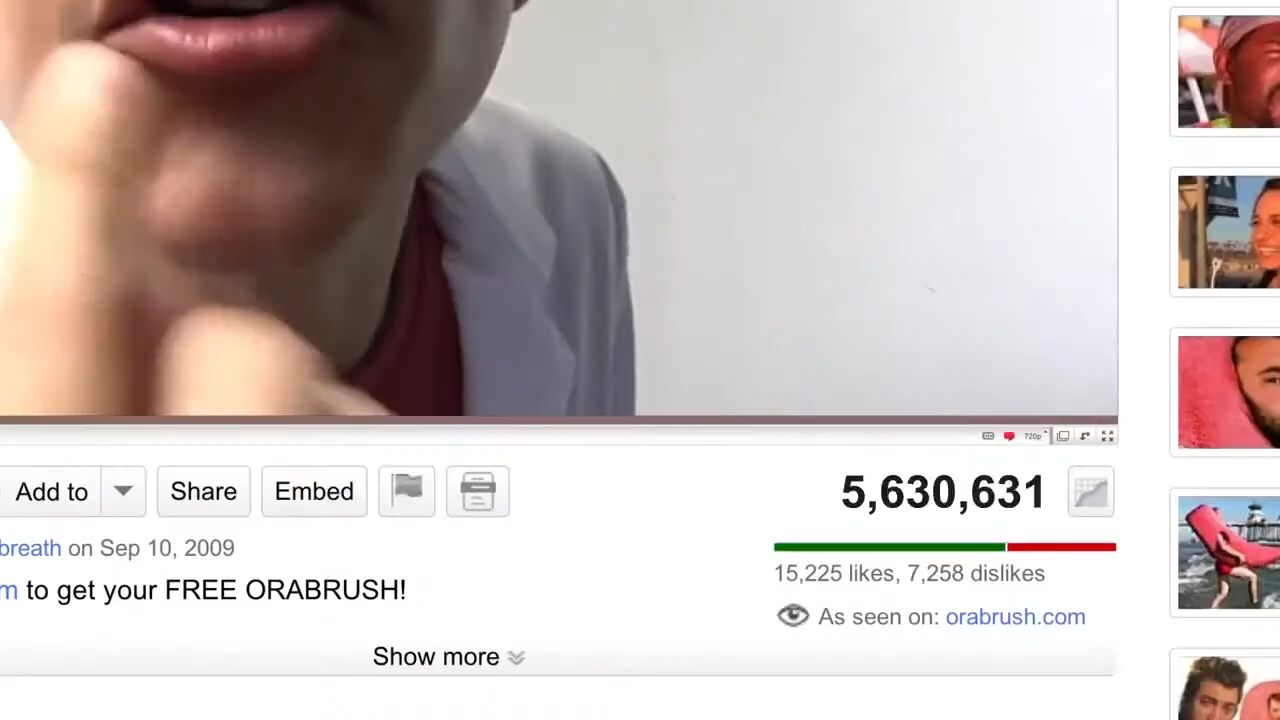 720p
Add to
Share
Embed
5,630,631
breath on Sep 10, 2009
15,225 likes, 7,258 dislikes
m to get your FREE ORABRUSH!
As seen on: orabrush.com
Show more